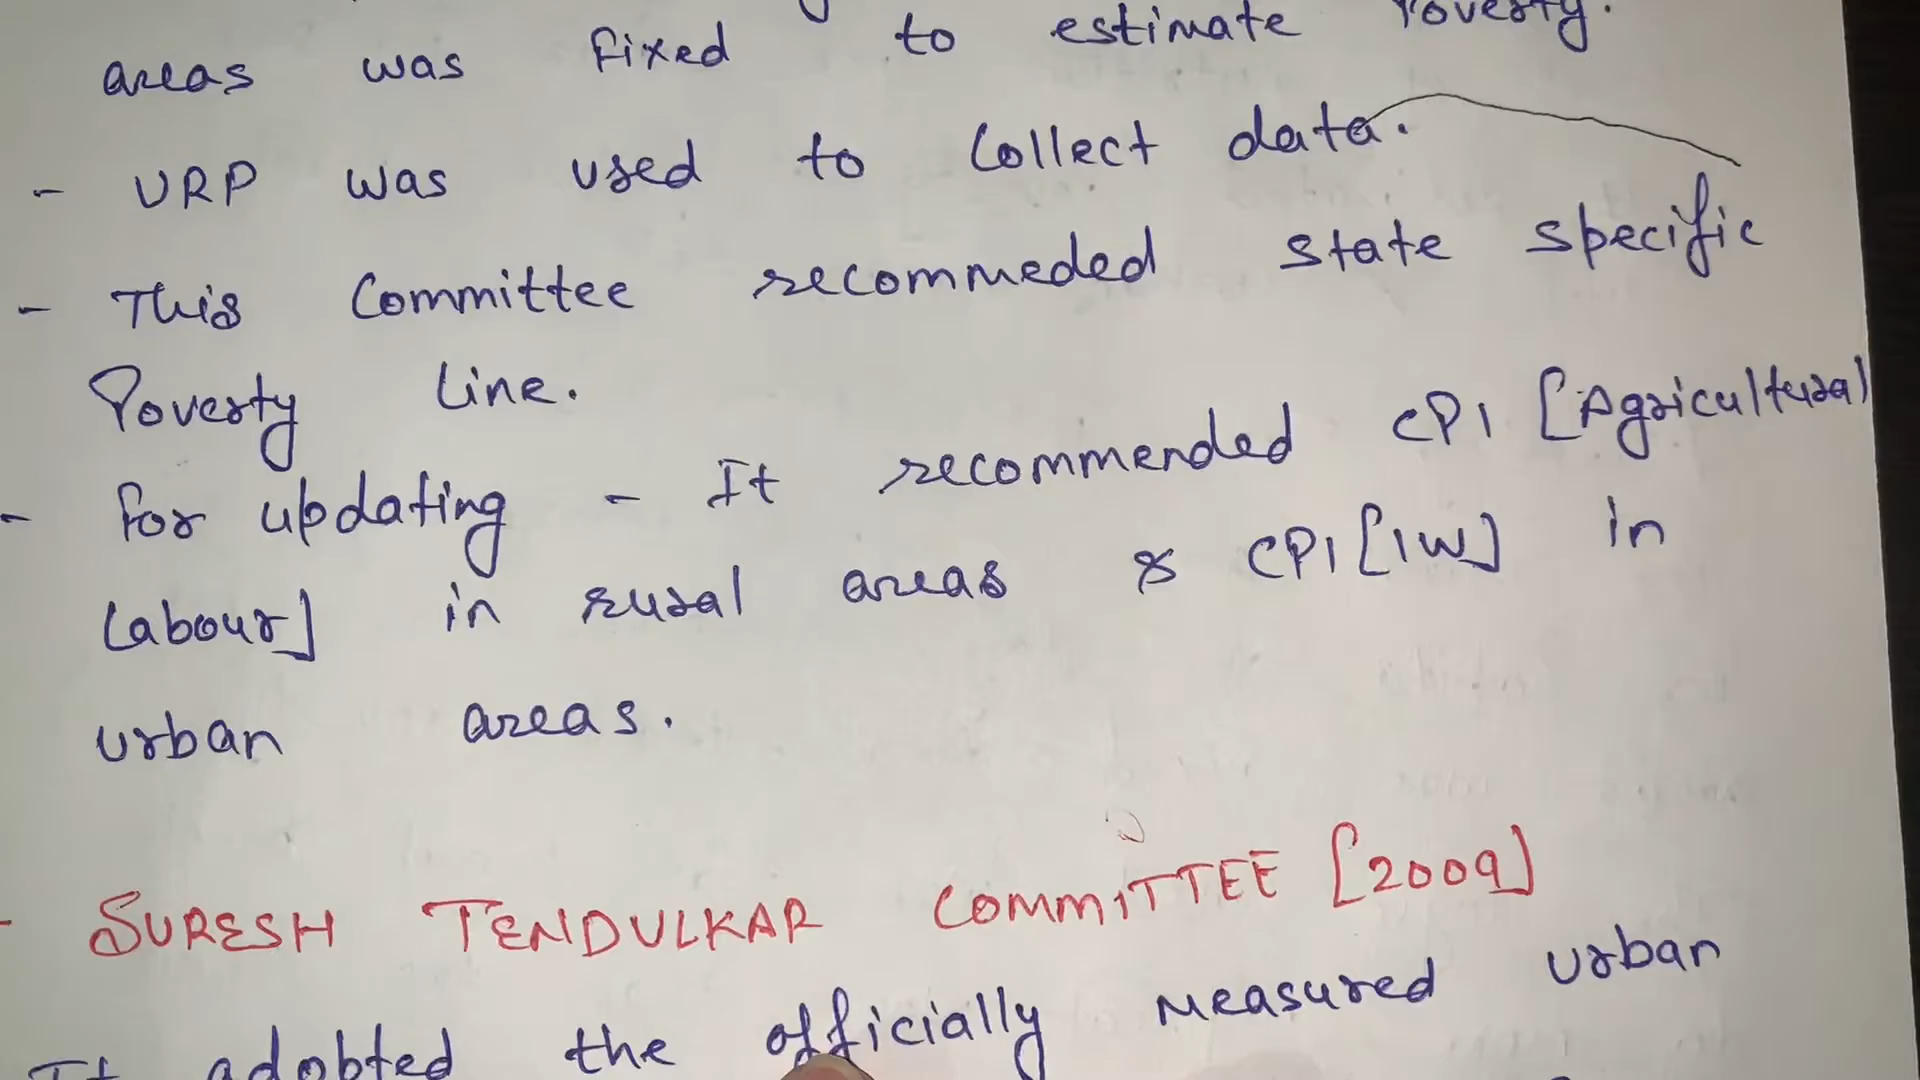 areas was fixed to estimate Poverty.
- URP was used to Collect data.
- This Committee recommeded state specific
Poverty Line.
- for updating - It recommended CPI [Agricultural
Labour] in rural areas & CPI[IW] in
urban areas.
- SURESH TENDULKAR COMMITTEE [2009]
It adopted the officially measured urban